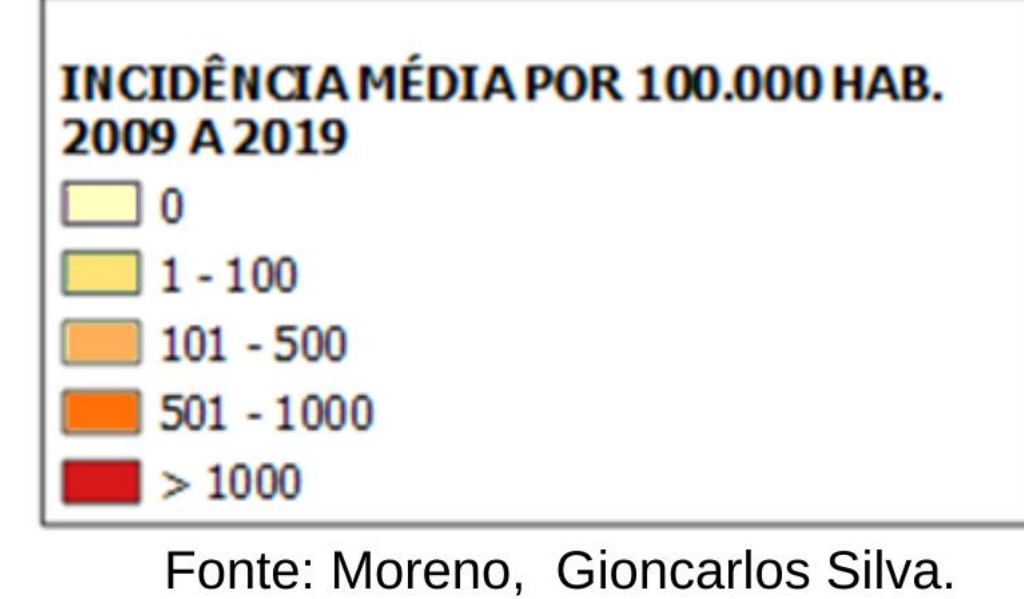 INCIDÊNCIA MÉDIA POR 100.000 HAB.
2009 A 2019
0
1 - 100
101 - 500
501 - 1000
> 1000
Fonte: Moreno, Gioncarlos Silva.